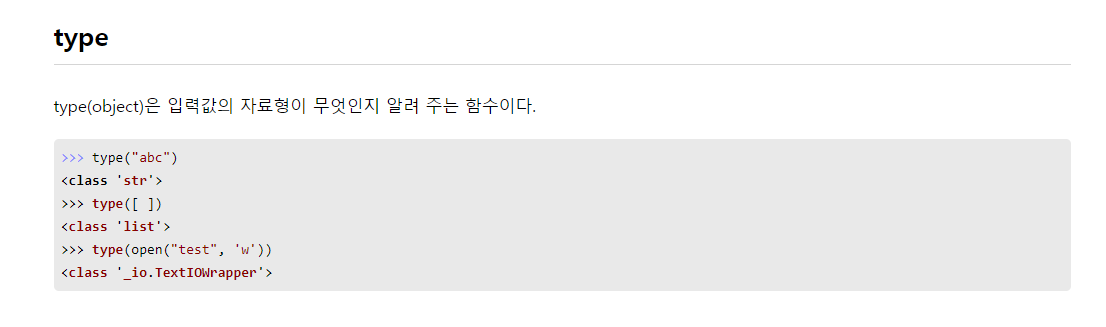 type
type(object)은 입력값의 자료형이 무엇인지 알려 주는 함수이다.
>>> type("abc")
<class 'str'>
>>> type([ ])
<class 'list'>
>>> type(open("test", 'w'))
<class '_io.TextIOWrapper'>